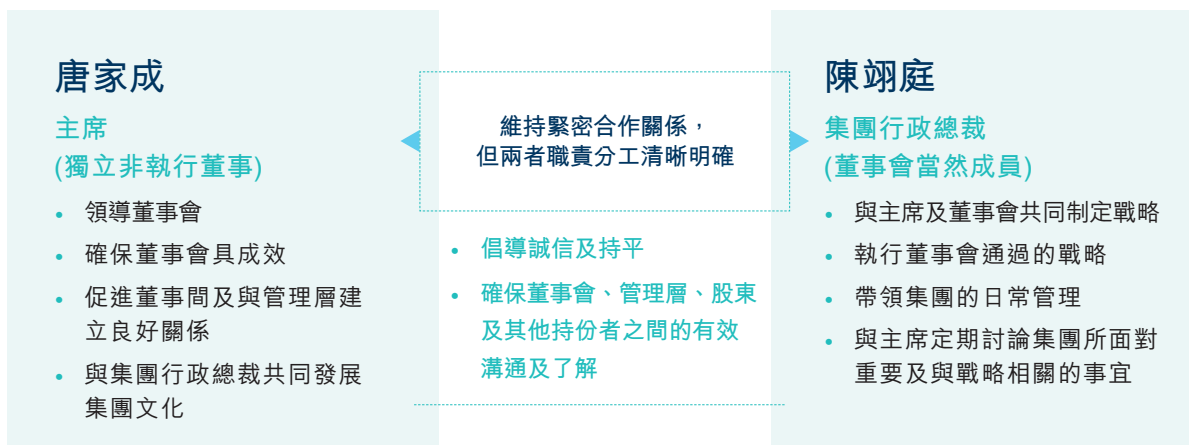 唐家成
主席
(獨立非執行董事)
• 領導董事會
• 確保董事會具成效
• 促進董事間及與管理層建
立良好關係
• 與集團行政總裁共同發展
集團文化
維持緊密合作關係，
但兩者職責分工清晰明確
• 倡導誠信及持平
• 確保董事會、管理層、股東
及其他持份者之間的有效
溝通及了解
陳翊庭
集團行政總裁
(董事會當然成員)
• 與主席及董事會共同制定戰略
• 執行董事會通過的戰略
• 帶領集團的日常管理
• 與主席定期討論集團所面對
重要及與戰略相關的事宜